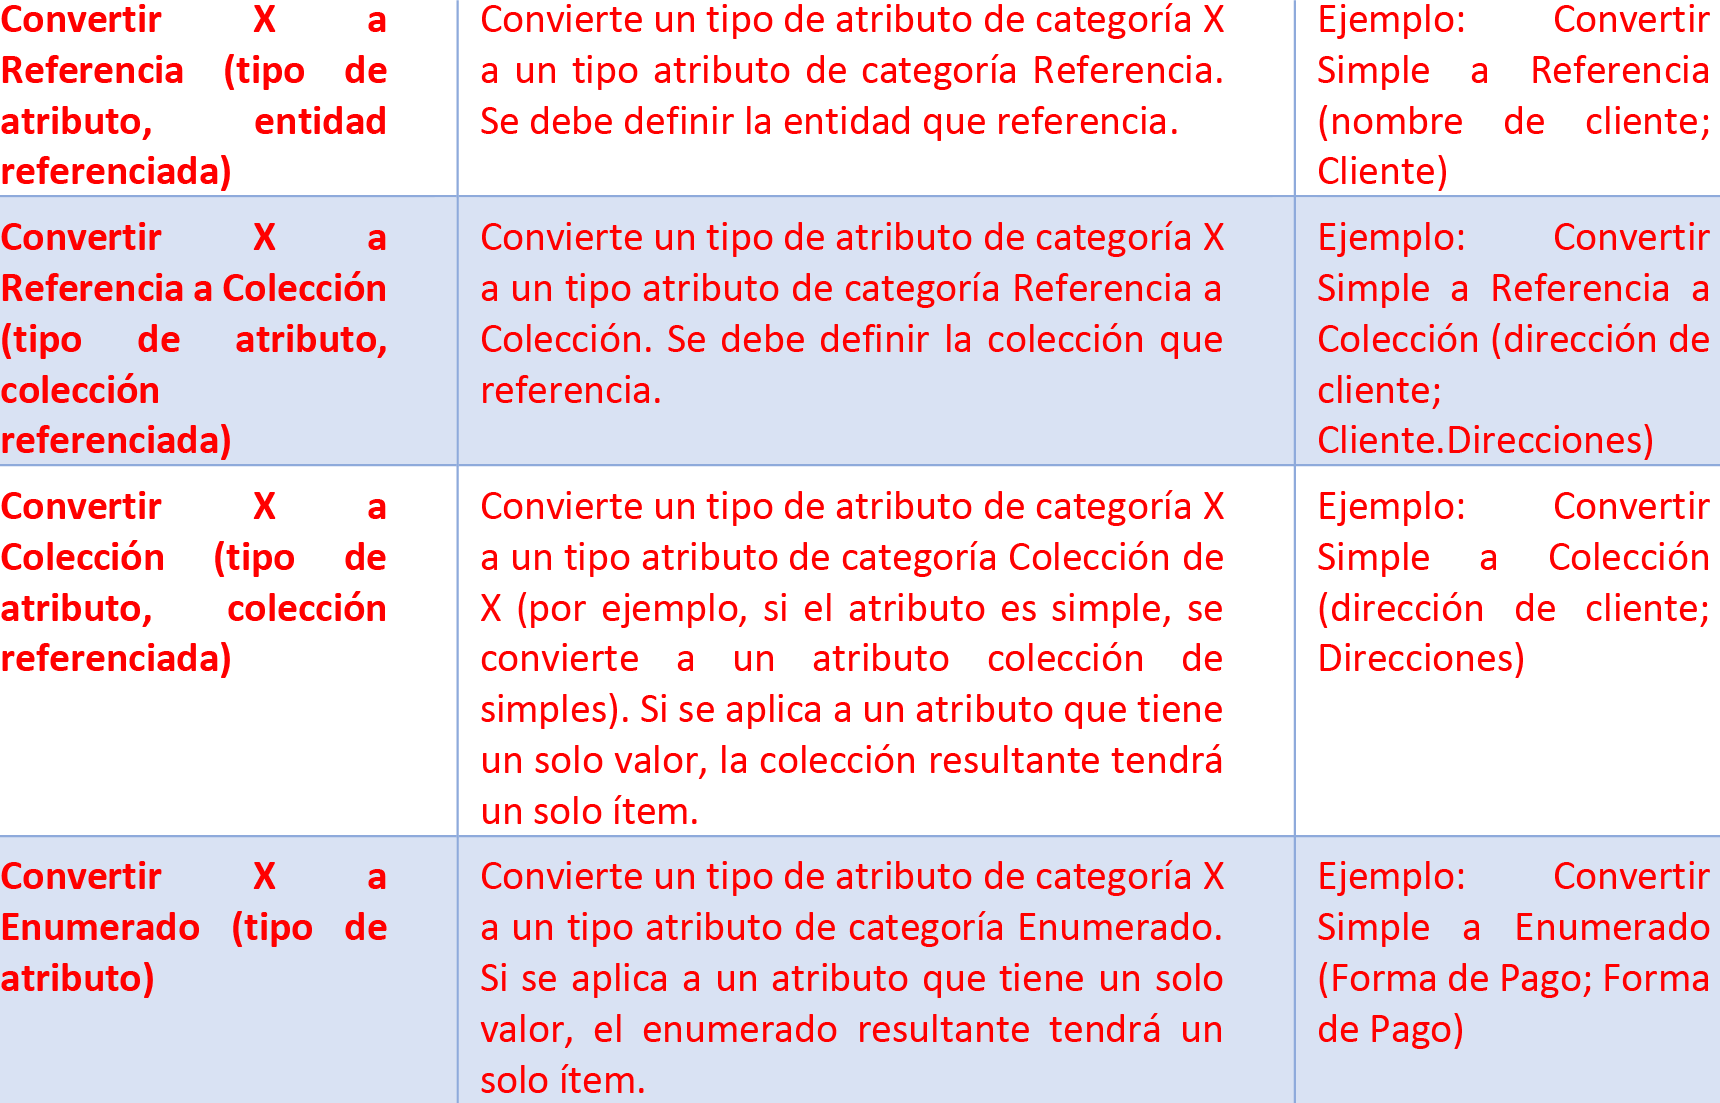 Convertir X a
Referencia (tipo de
atributo, entidad
referenciada)
Convierte un tipo de atributo de categoría X
a un tipo atributo de categoría Referencia.
Se debe definir la entidad que referencia.
Ejemplo: Convertir
Simple a Referencia
(nombre de cliente;
Cliente)
Convertir X a
Referencia a Colección
(tipo de atributo,
colección
referenciada)
Convierte un tipo de atributo de categoría X
a un tipo atributo de categoría Referencia a
Colección. Se debe definir la colección que
referencia.
Ejemplo: Convertir
Simple a Referencia a
Colección (dirección de
cliente;
Cliente.Direcciones)
Convertir X a
Colección (tipo de
atributo, colección
referenciada)
Convierte un tipo de atributo de categoría X
a un tipo atributo de categoría Colección de
X (por ejemplo, si el atributo es simple, se
convierte a un atributo colección de
simples). Si se aplica a un atributo que tiene
un solo valor, la colección resultante tendrá
un solo ítem.
Ejemplo: Convertir
Simple a Colección
(dirección de cliente;
Direcciones)
Convertir X a
Enumerado (tipo de
atributo)
Convierte un tipo de atributo de categoría X
a un tipo atributo de categoría Enumerado.
Si se aplica a un atributo que tiene un solo
valor, el enumerado resultante tendrá un
solo ítem.
Ejemplo: Convertir
Simple a Enumerado
(Forma de Pago; Forma
de Pago)